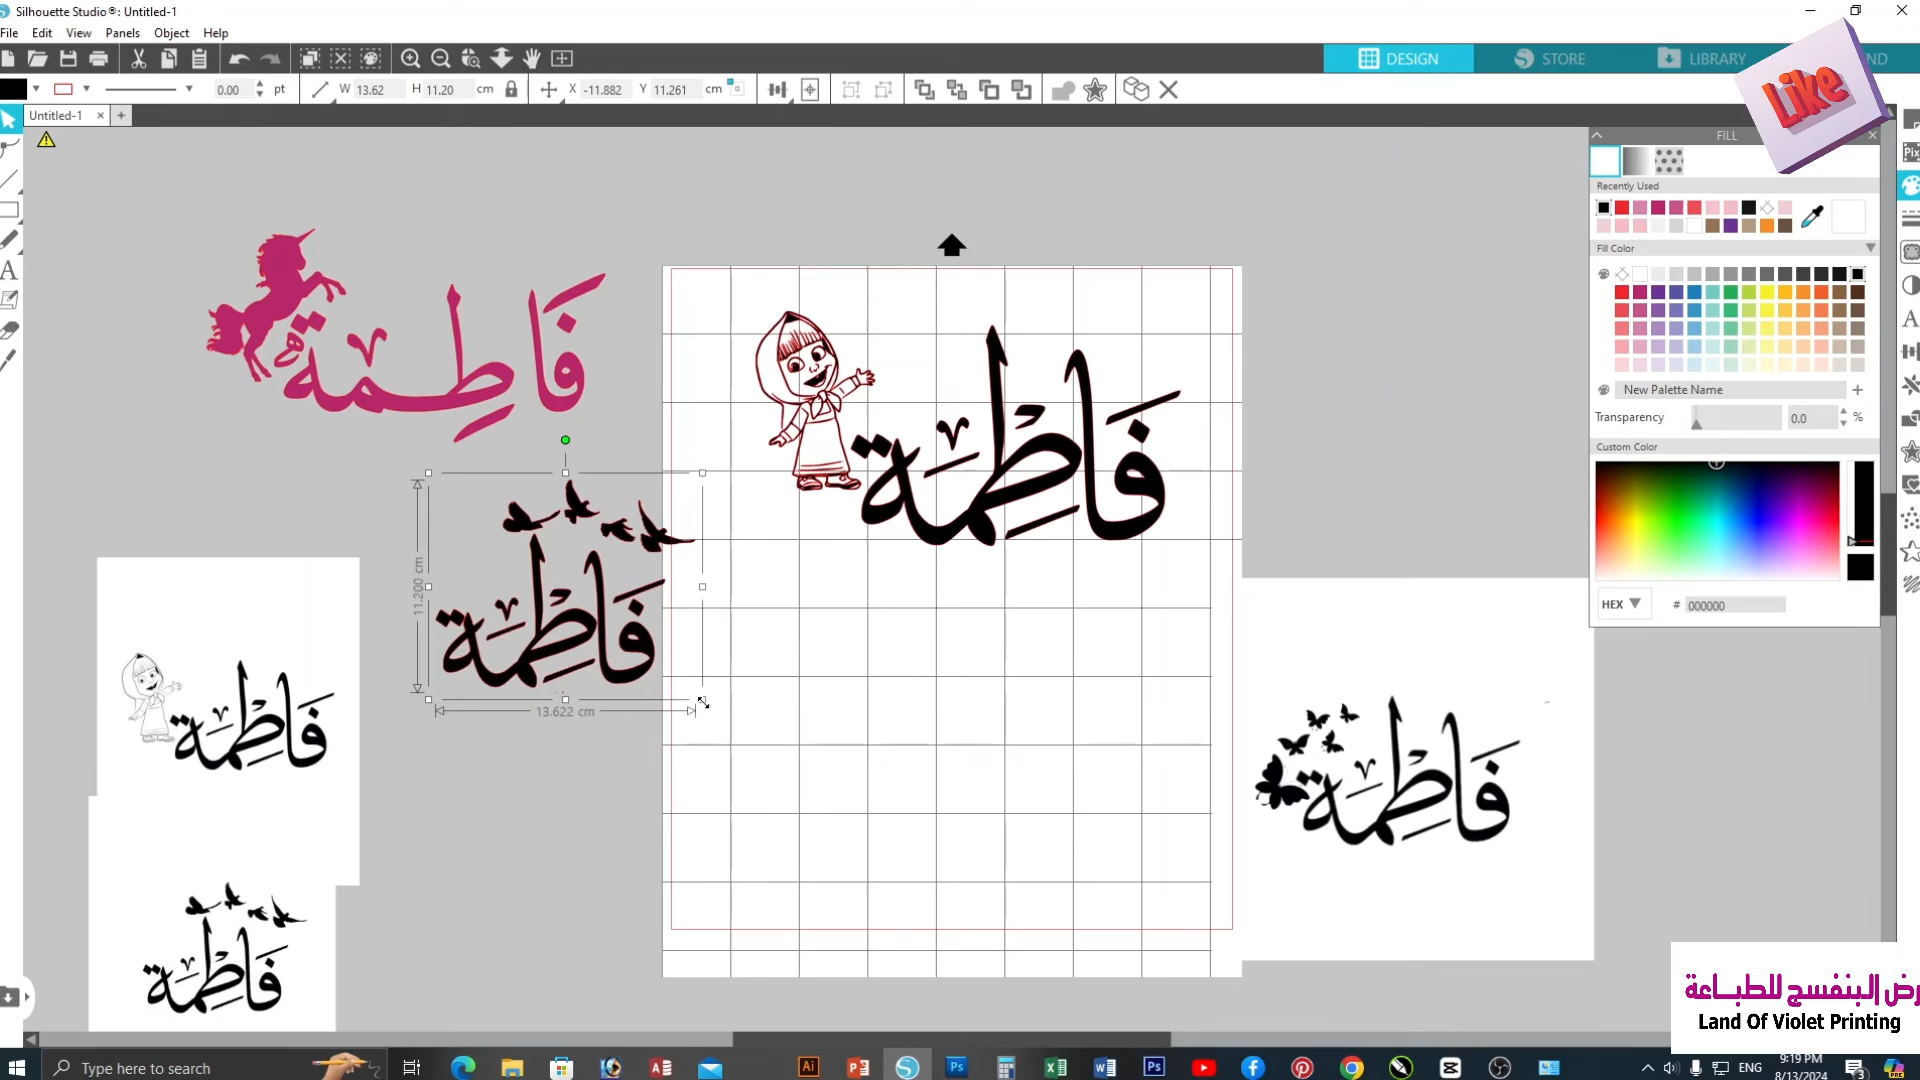 Silhouette Studio®: Untitled-1
File Edit View Panels Object Help
DESIGN STORE LIBRARY ND
Like
0.00 pt W 13.62 H 11.20 cm X -11.882 Y 11.261 cm
Untitled-1
FILL
Recently Used
Fill Color
New Palette Name
Transparency 0.0 %
Custom Color
HEX # 000000
فَاطِمَة
فَاطِمَة
11.200 cm
فَاطِمَة
13.622 cm
فَاطِمَة
فَاطِمَة
فَاطِمَة
رض البنفسج للطباعة
Land Of Violet Printing
Type here to search
ENG
9:19 PM
8/13/2024
3